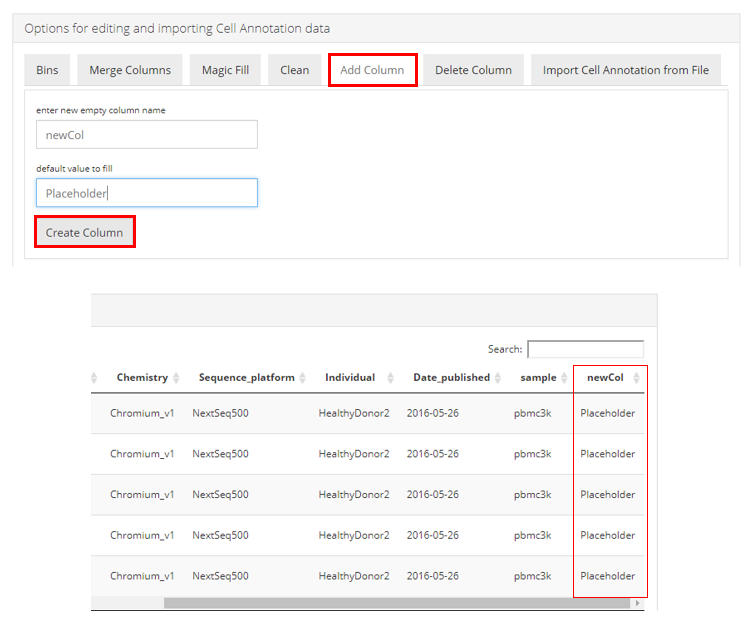 Options for editing and importing Cell Annotation data
Bins Merge Columns Magic Fill Clean Add Column Delete Column Import Cell Annotation from File
enter new empty column name
newCol
default value to fill
Placeholder
Create Column
Search:
Chemistry Sequence_platform Individual Date_published sample newCol
Chromium_v1 NextSeq500 HealthyDonor2 2016-05-26 pbmc3k Placeholder
Chromium_v1 NextSeq500 HealthyDonor2 2016-05-26 pbmc3k Placeholder
Chromium_v1 NextSeq500 HealthyDonor2 2016-05-26 pbmc3k Placeholder
Chromium_v1 NextSeq500 HealthyDonor2 2016-05-26 pbmc3k Placeholder
Chromium_v1 NextSeq500 HealthyDonor2 2016-05-26 pbmc3k Placeholder